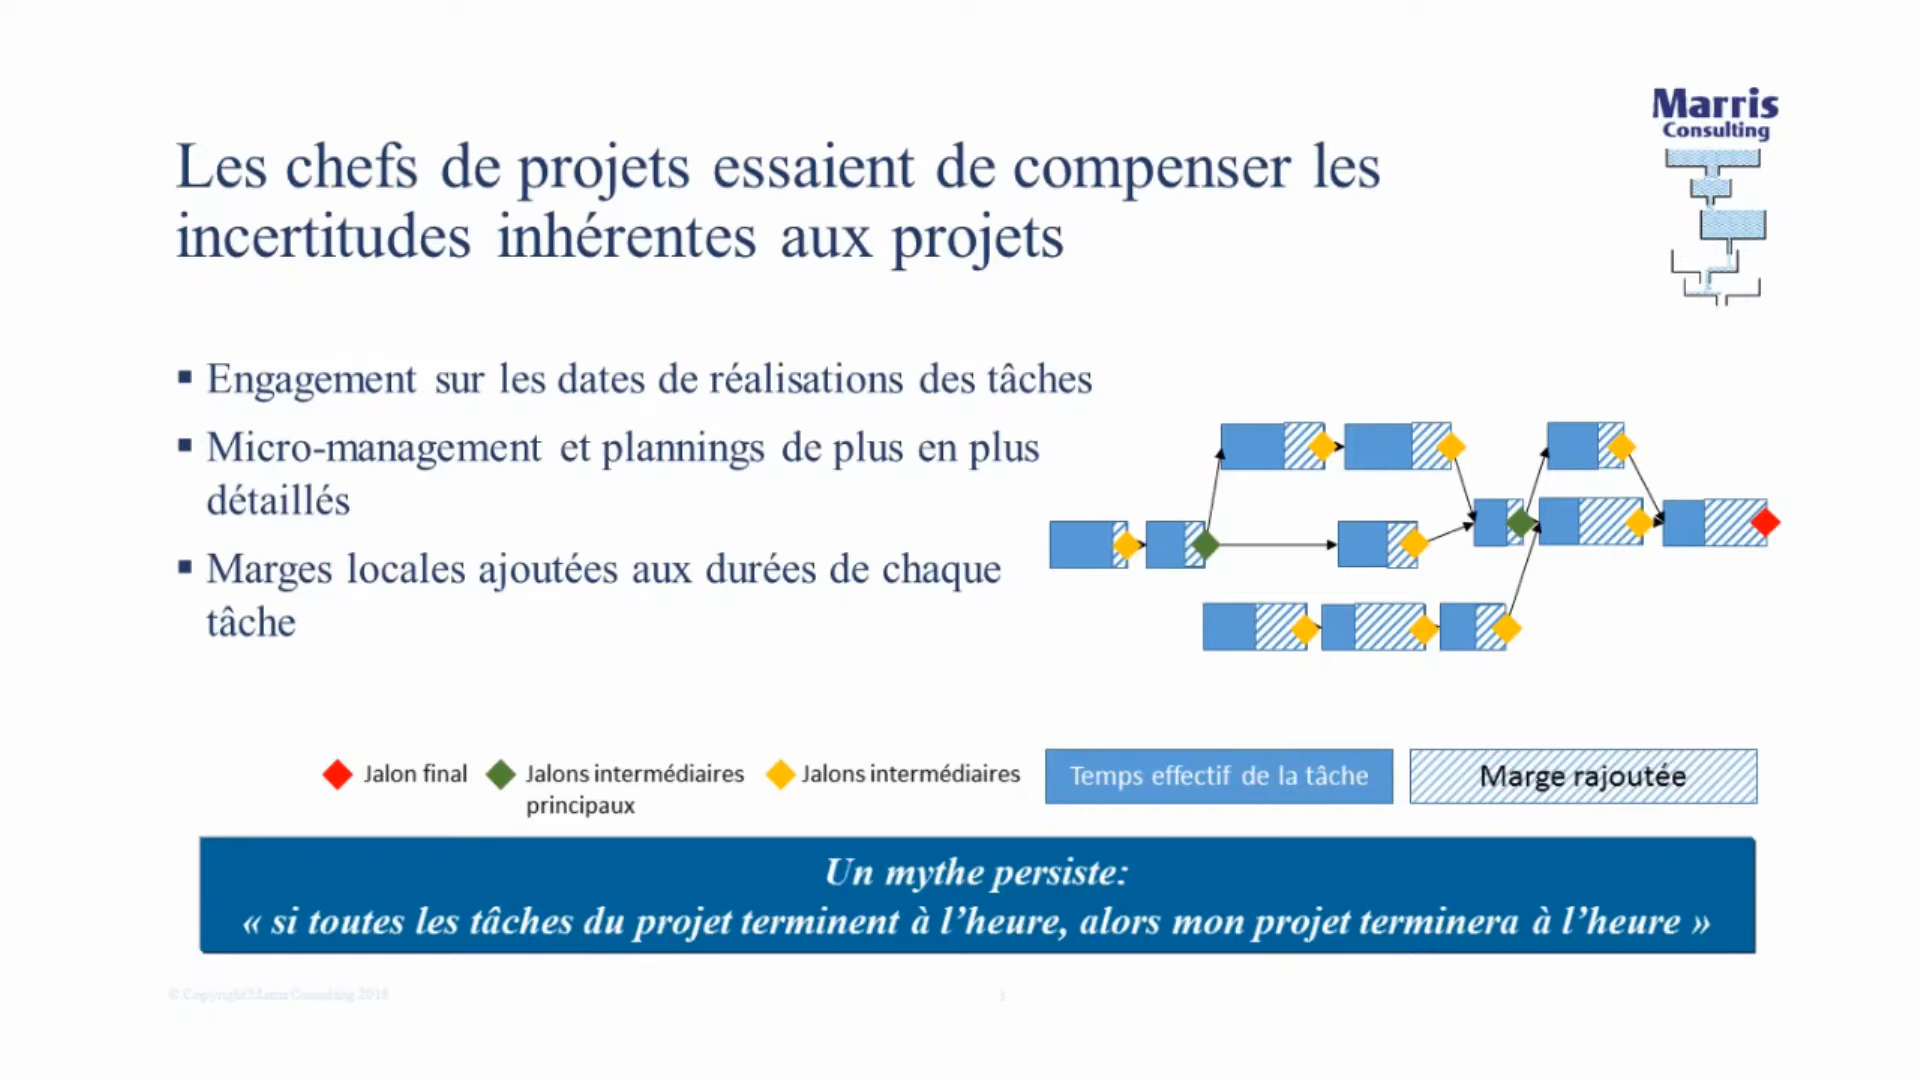 Marris
Consulting
Les chefs de projets essaient de compenser les
incertitudes inhérentes aux projets
▪ Engagement sur les dates de réalisations des tâches
▪ Micro-management et plannings de plus en plus
détaillés
▪ Marges locales ajoutées aux durées de chaque
tâche
Jalon final
Jalons intermédiaires
principaux
Jalons intermédiaires
Temps effectif de la tâche
Marge rajoutée
Un mythe persiste:
« si toutes les tâches du projet terminent à l’heure, alors mon projet terminera à l’heure »
© Copyright Marris Consulting 2018